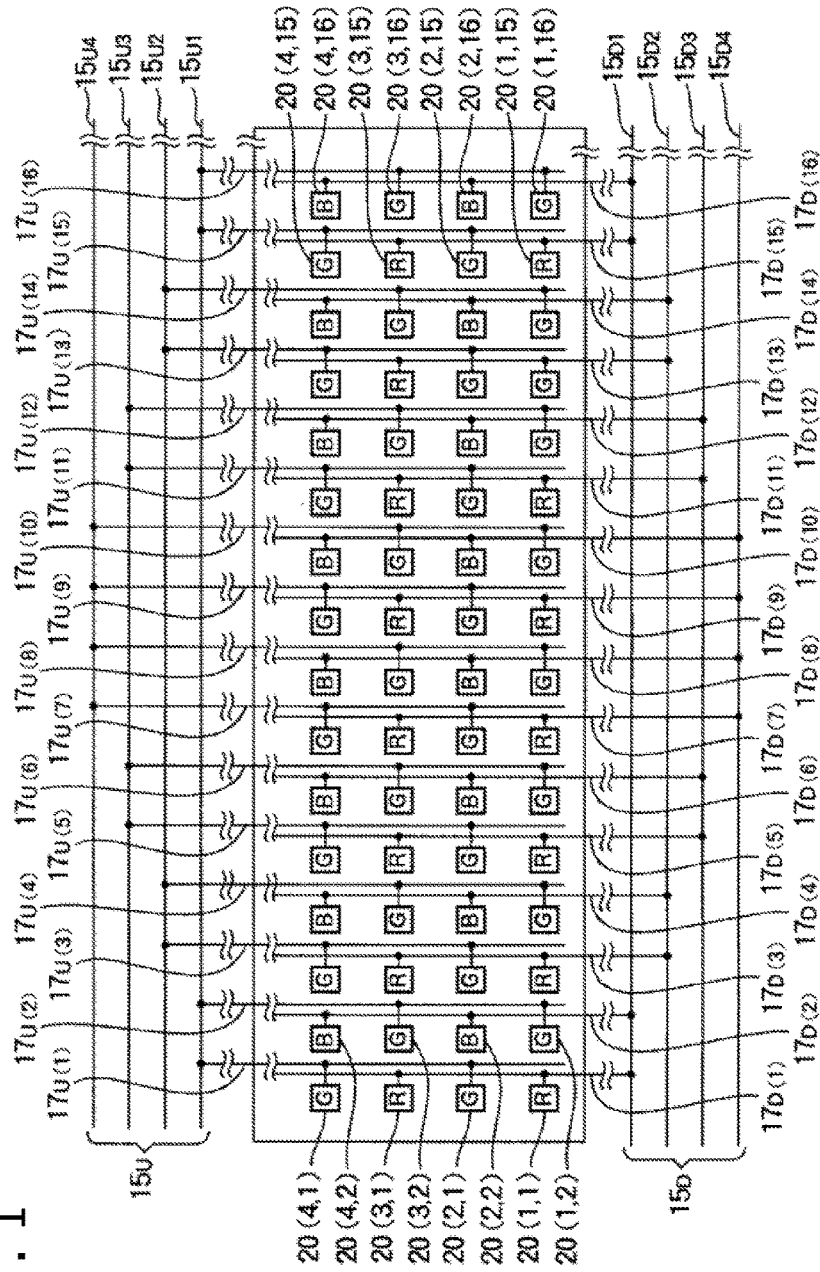 . 1
17U(2) 17U(4) 17U(6) 17U(8) 17U(10) 17U(12) 17U(14) 17U(16)
17U(1) 17U(3) 17U(5) 17U(7) 17U(9) 17U(11) 17U(13) 17U(15)
15U
15U4
15U3
15U2
15U1
20 (4,1)
20 (4,2)
20 (3,1)
20 (3,2)
20 (2,1)
20 (2,2)
20 (1,1)
20 (1,2)
G B G B G B G B G B G B G B G B
R G R G R G R G R G R G R G R G
G B G B G B G B G B G B G B G B
R G R G R G R G R G R G G G R G
20 (4,15)
20 (4,16)
20 (3,15)
20 (3,16)
20 (2,15)
20 (2,16)
20 (1,15)
20 (1,16)
15D1
15D2
15D3
15D4
15D
17D(1) 17D(3) 17D(5) 17D(7) 17D(9) 17D(11) 17D(13) 17D(15)
17D(2) 17D(4) 17D(6) 17D(8) 17D(10) 17D(12) 17D(14) 17D(16)